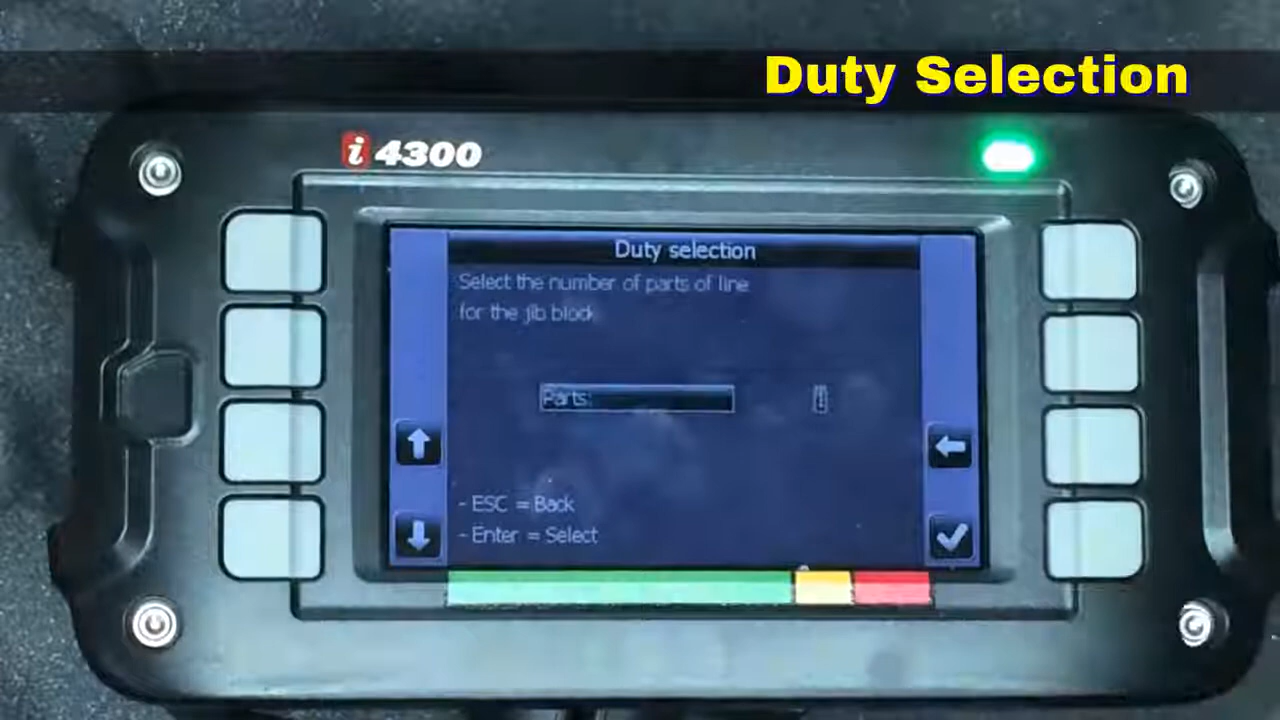 Duty Selection
i4300
Duty selection
Select the number of parts of line
for the jib block
Parts:
- ESC = Back
- Enter = Select